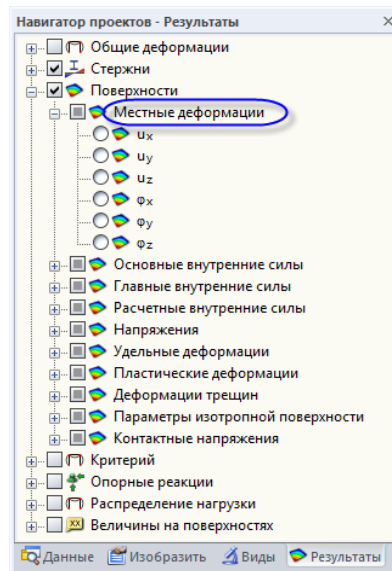 Навигатор проектов - Результаты
Общие деформации
Стержни
Поверхности
Местные деформации
ux
uy
uz
φx
φy
φz
Основные внутренние силы
Главные внутренние силы
Расчетные внутренние силы
Напряжения
Удельные деформации
Пластические деформации
Деформации трещин
Параметры изотропной поверхности
Контактные напряжения
Критерий
Опорные реакции
Распределение нагрузки
Величины на поверхностях
Данные Изобразить Виды Результаты